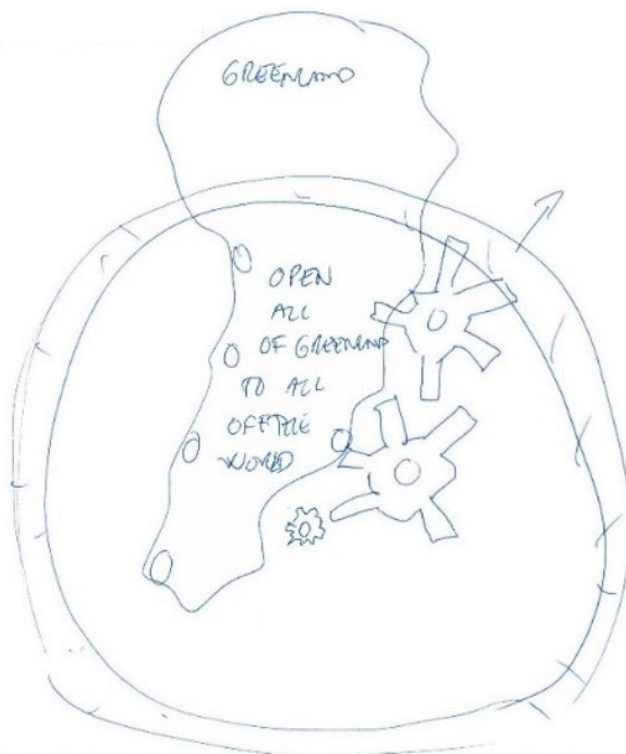 GREENLAND
OPEN
ALL
OF GREENLAND
TO ALL
OF THE
WORLD